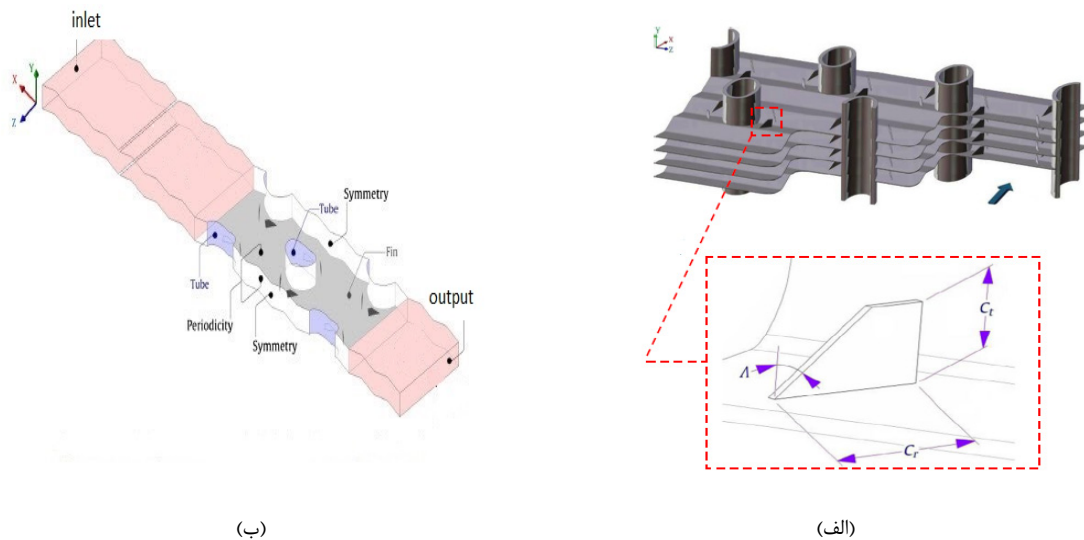 inlet
X
Y
Z
Symmetry
Tube
Fin
Tube
output
Periodicity
Symmetry
(ب)
Y
X
Z
Λ
Cₜ
Cᵣ
(الف)